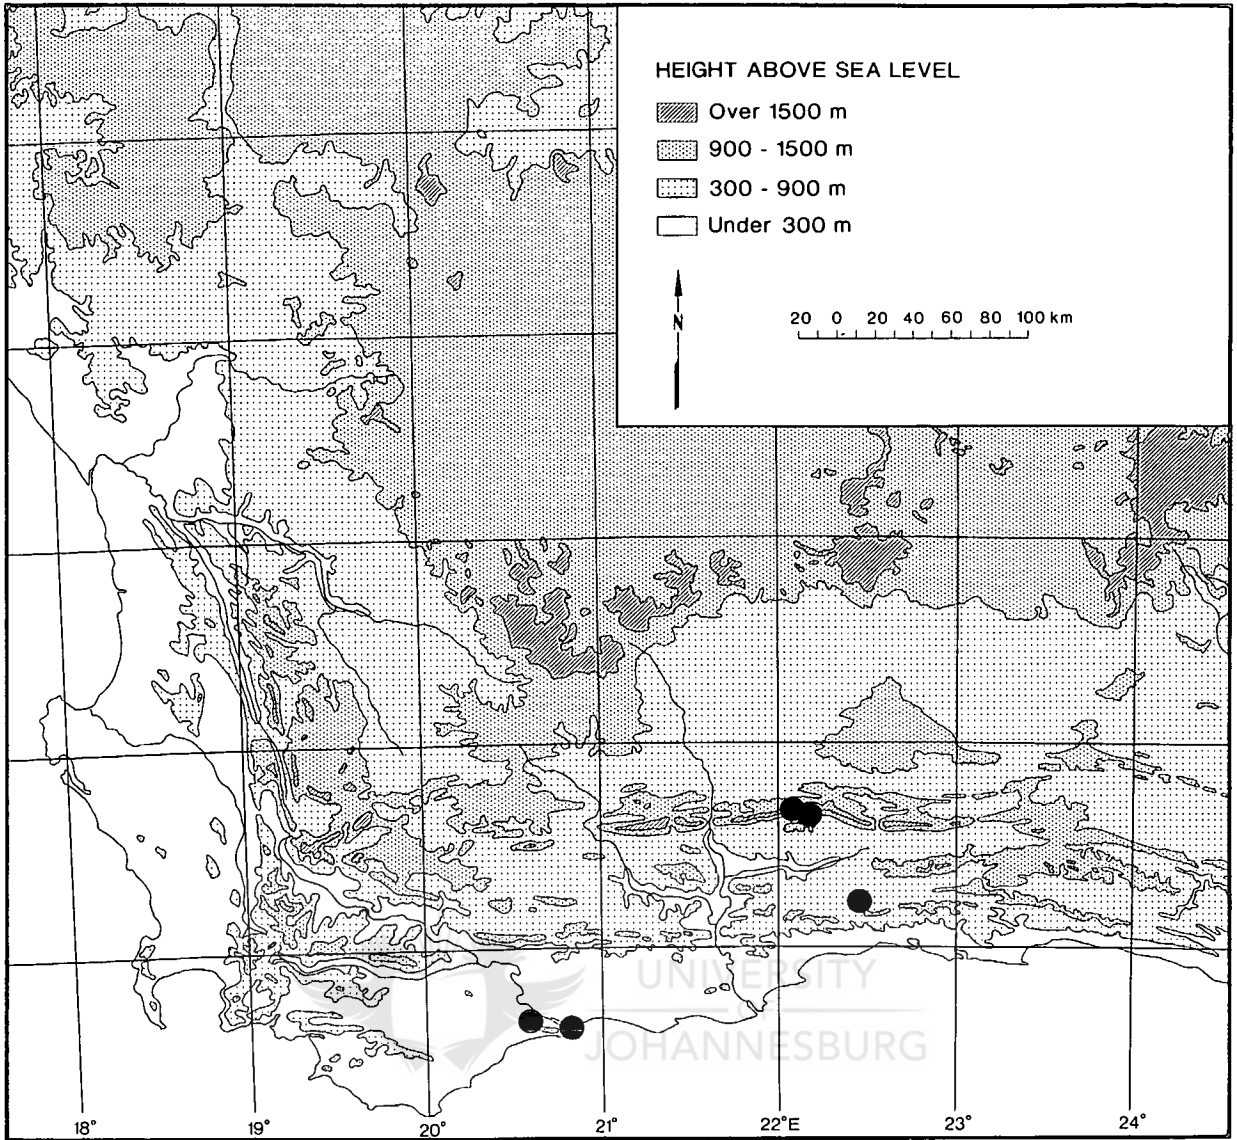 HEIGHT ABOVE SEA LEVEL
Over 1500 m
900 - 1500 m
300 - 900 m
Under 300 m
N
20 0 20 40 60 80 100 km
UNIVERSITY
OF
JOHANNESBURG
18° 19° 20° 21° 22°E 23° 24°